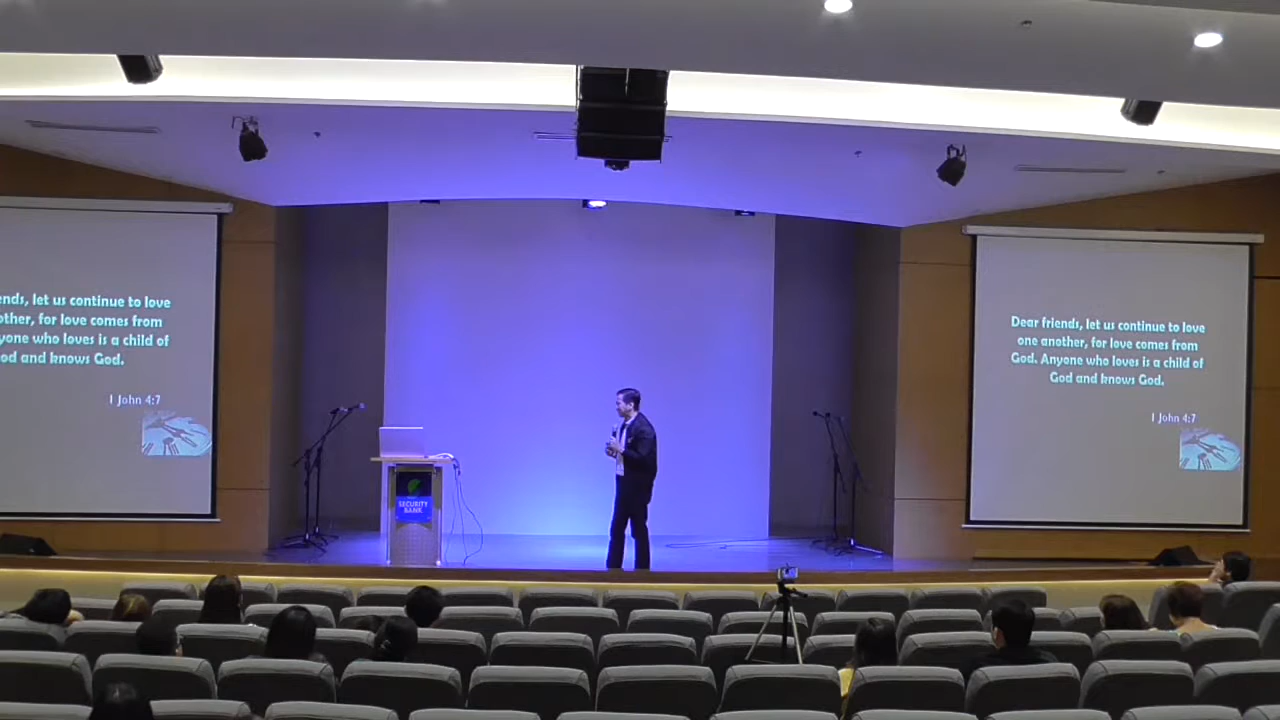 ends, let us continue to love
other, for love comes from
yone who loves is a child of
od and knows God.
1 John 4:7
SECURITY
BANK
Dear friends, let us continue to love
one another, for love comes from
God. Anyone who loves is a child of
God and knows God.
1 John 4:7